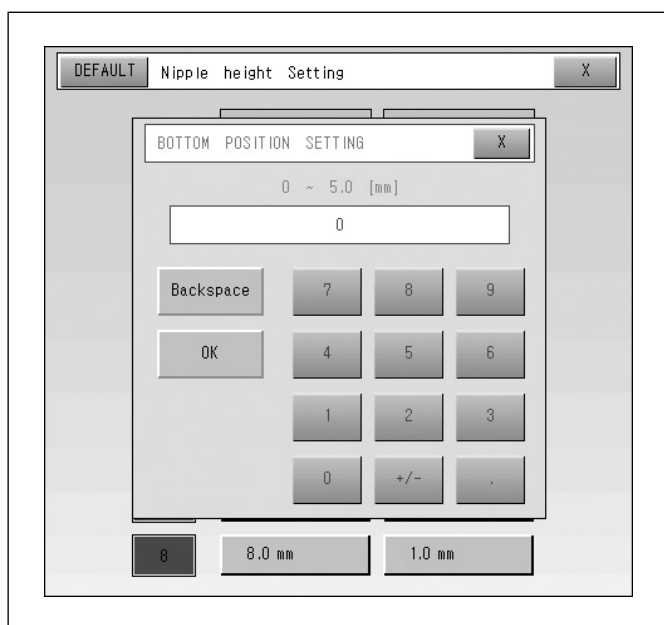 DEFAULT Nipple height Setting X
BOTTOM POSITION SETTING X
0 ~ 5.0 [mm]
0
Backspace 7 8 9
OK 4 5 6
1 2 3
0 +/- .
8 8.0 mm 1.0 mm